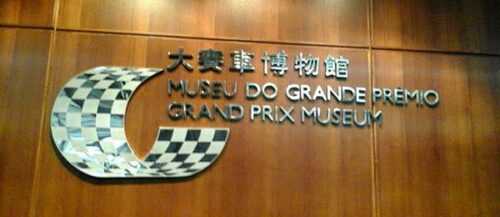 大賽車博物館
MUSEU DO GRANDE PRÉMIO
GRAND PRIX MUSEUM